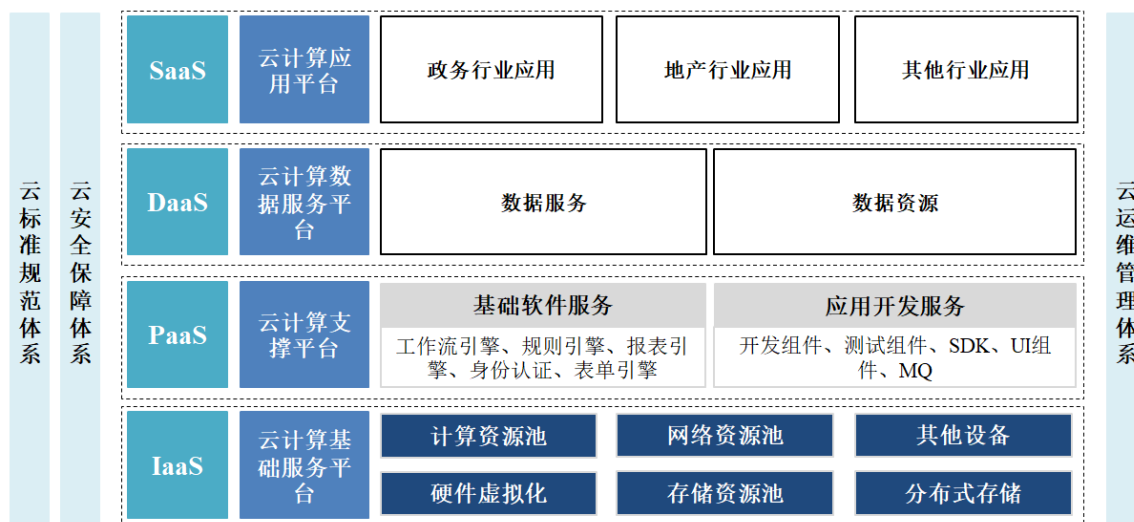 云标准规范体系
云安全保障体系
SaaS
云计算应
用平台
政务行业应用
地产行业应用
其他行业应用
DaaS
云计算数
据服务平
台
数据服务
数据资源
PaaS
云计算支
撑平台
基础软件服务
工作流引擎、规则引擎、报表引
擎、身份认证、表单引擎
应用开发服务
开发组件、测试组件、SDK、UI组
件、MQ
IaaS
云计算基
础服务平
台
计算资源池
网络资源池
其他设备
硬件虚拟化
存储资源池
分布式存储
云运维管理体系